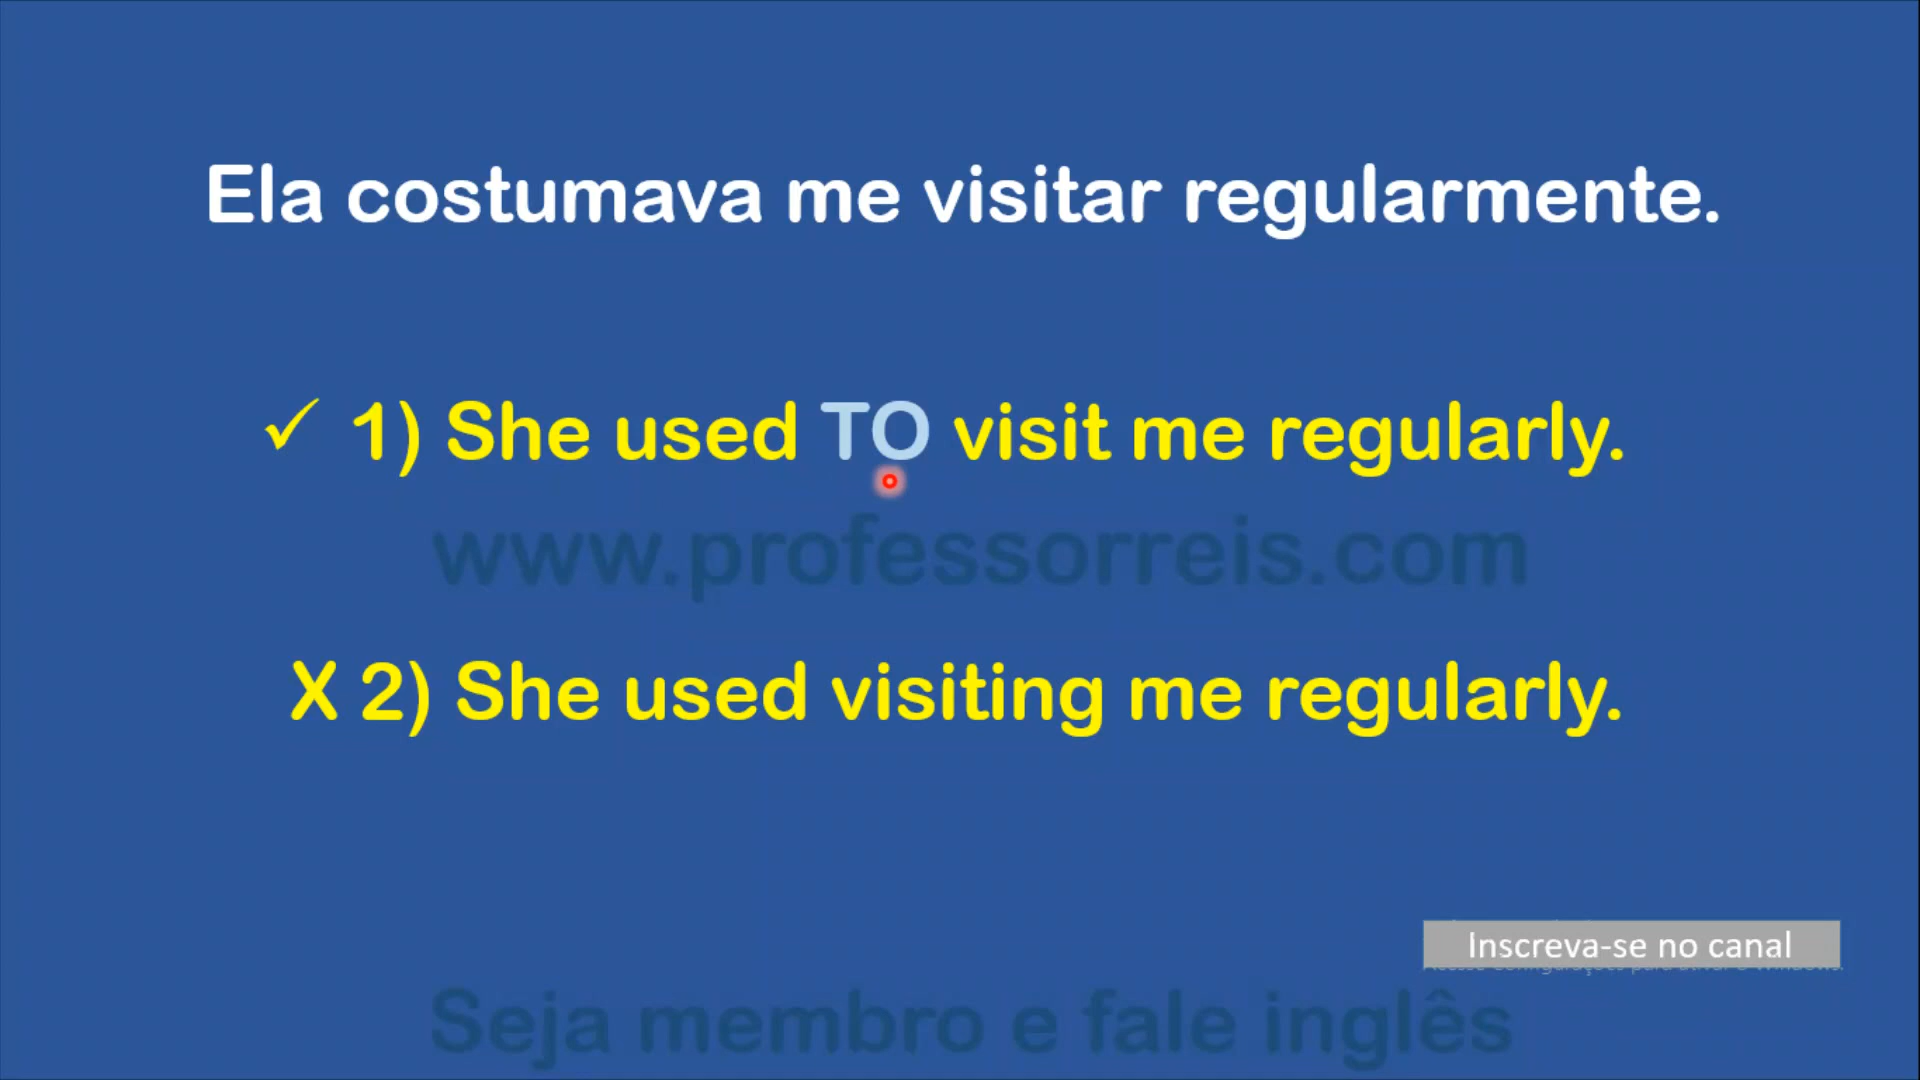 Ela costumava me visitar regularmente.
✓ 1) She used TO visit me regularly.
www.professorreis.com
X 2) She used visiting me regularly.
Inscreva-se no canal
Seja membro e fale inglês